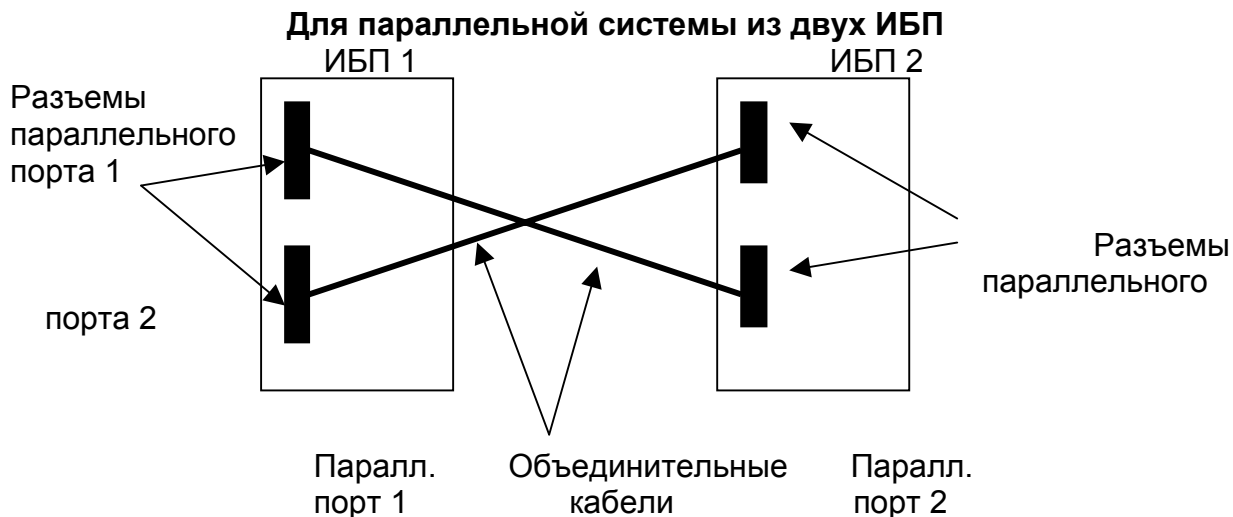 Для параллельной системы из двух ИБП
ИБП 1 ИБП 2
Разъемы
параллельного
порта 1
Разъемы
параллельного
порта 2
Паралл. Объединительные Паралл.
порт 1 кабели порт 2